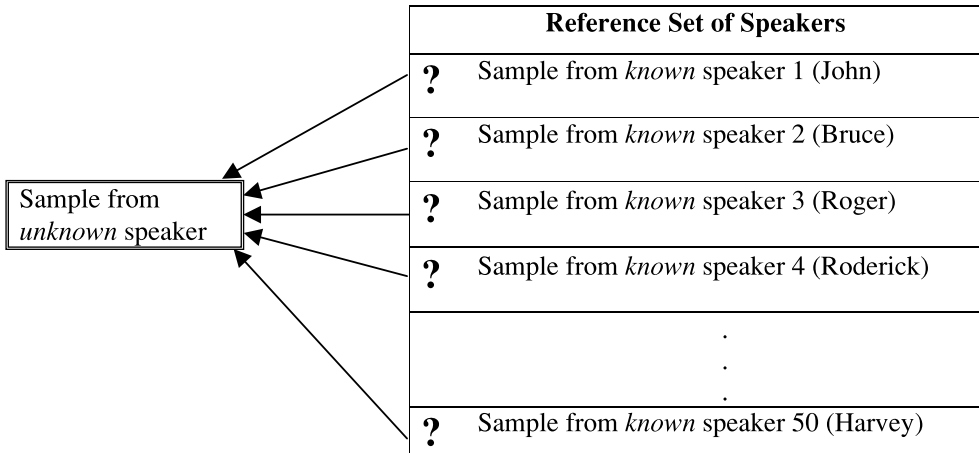 Reference Set of Speakers
? Sample from known speaker 1 (John)
? Sample from known speaker 2 (Bruce)
Sample from
unknown speaker
? Sample from known speaker 3 (Roger)
? Sample from known speaker 4 (Roderick)
.
.
.
? Sample from known speaker 50 (Harvey)